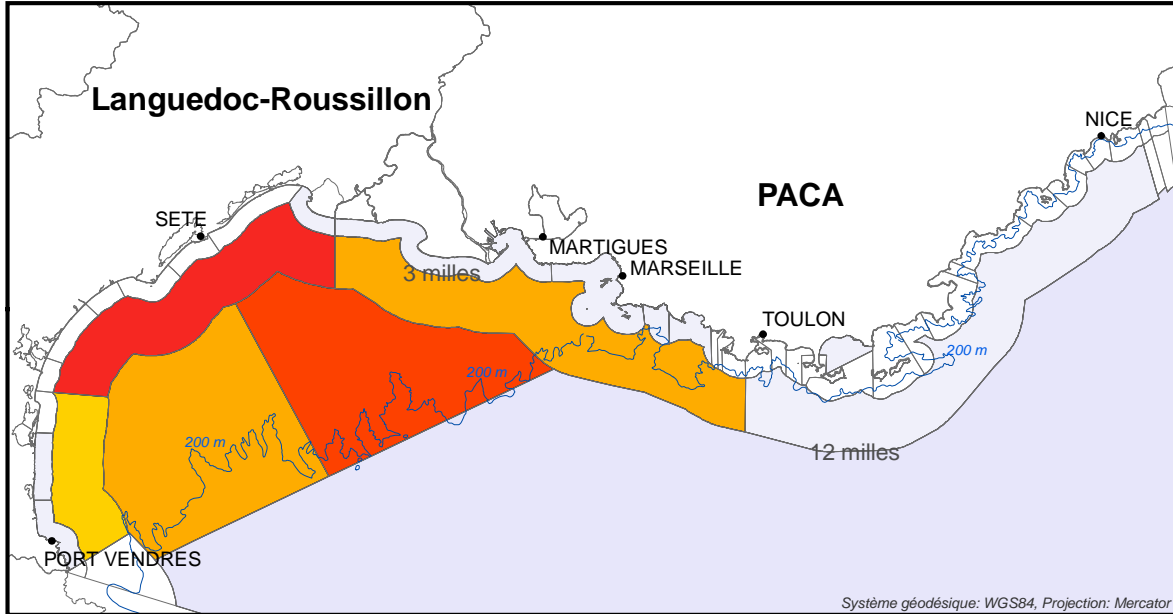 Languedoc-Roussillon
NICE
PACA
SETE
MARTIGUES
3 milles
MARSEILLE
TOULON
200 m
200 m
200 m
12 milles
PORT VENDRES
Système géodésique: WGS84, Projection: Mercator